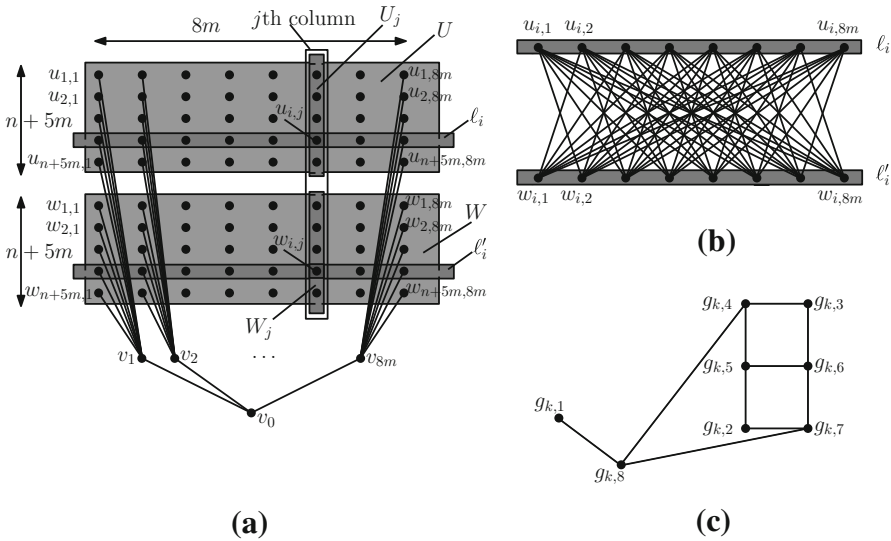 jth column
U_j
U
8m
u_{1,1}
u_{1,8m}
u_{2,1}
u_{2,8m}
n + 5m
u_{i,j}
ℓ_i
u_{n+5m,1}
u_{n+5m,8m}
w_{1,1}
w_{1,8m}
W
w_{2,1}
w_{2,8m}
n + 5m
w_{i,j}
ℓ'_i
w_{n+5m,1}
w_{n+5m,8m}
W_j
v_1
v_2
...
v_{8m}
v_0
(a)
u_{i,1}
u_{i,2}
u_{i,8m}
ℓ_i
ℓ'_i
w_{i,1}
w_{i,2}
w_{i,8m}
(b)
g_{k,4}
g_{k,3}
g_{k,5}
g_{k,6}
g_{k,1}
g_{k,2}
g_{k,7}
g_{k,8}
(c)